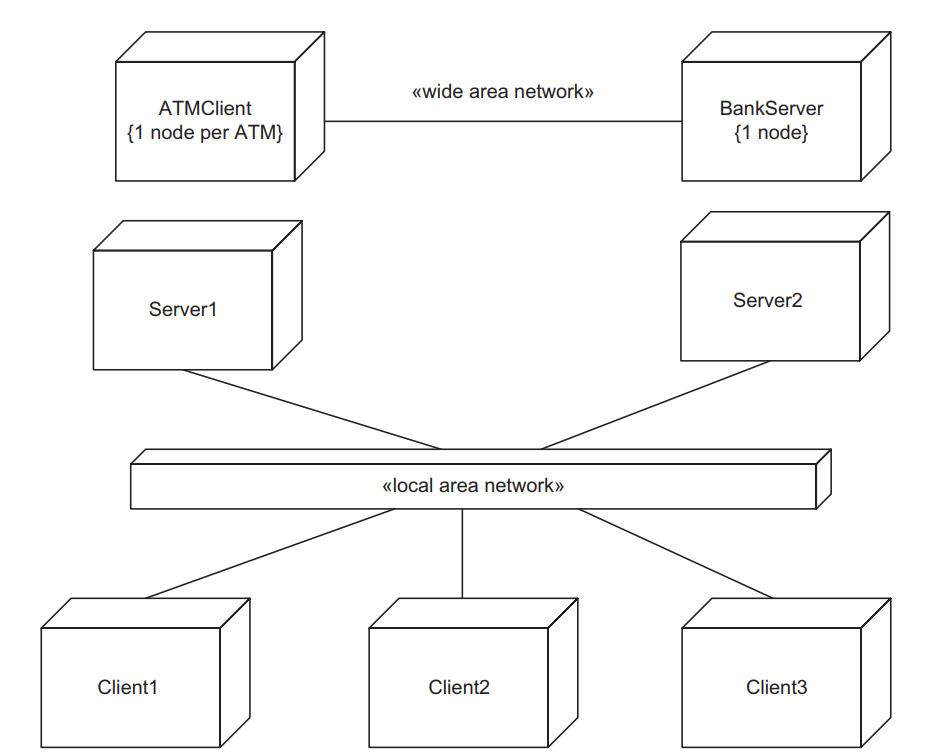 «wide area network»
ATMClient
{1 node per ATM}
BankServer
{1 node}
Server1
Server2
«local area network»
Client1
Client2
Client3